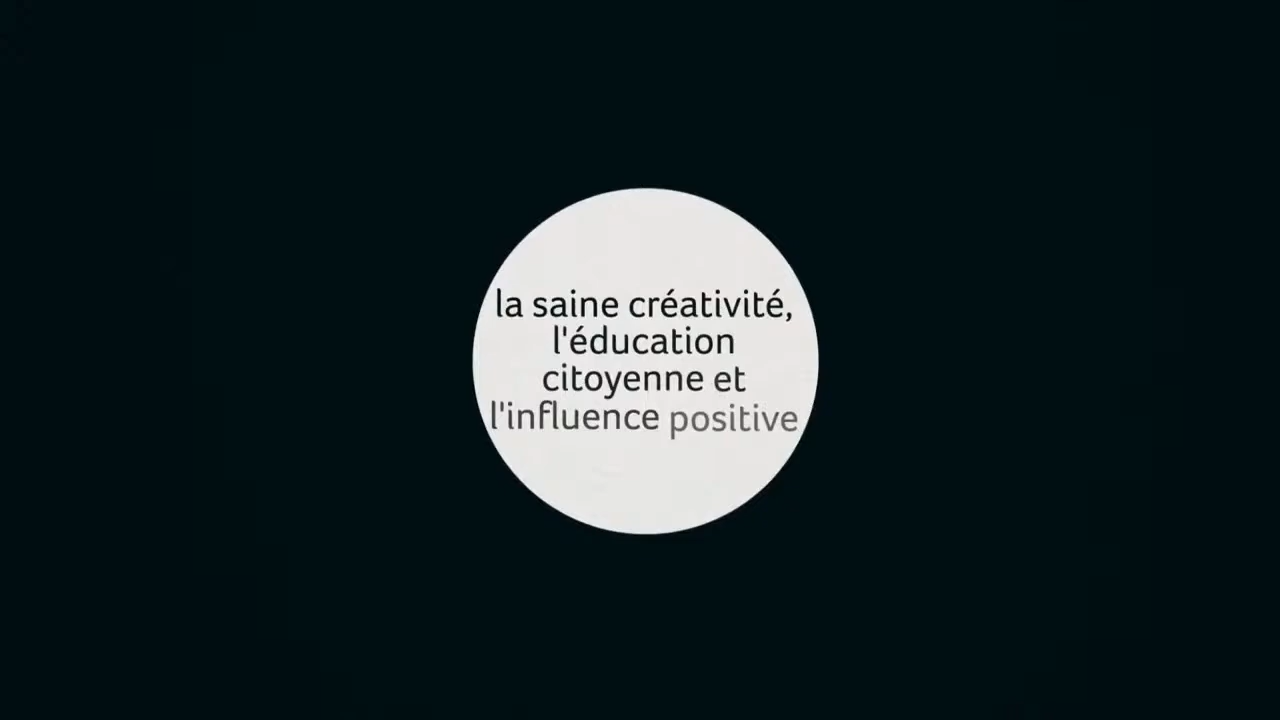 la saine créativité,
l'éducation
citoyenne et
l'influence positive